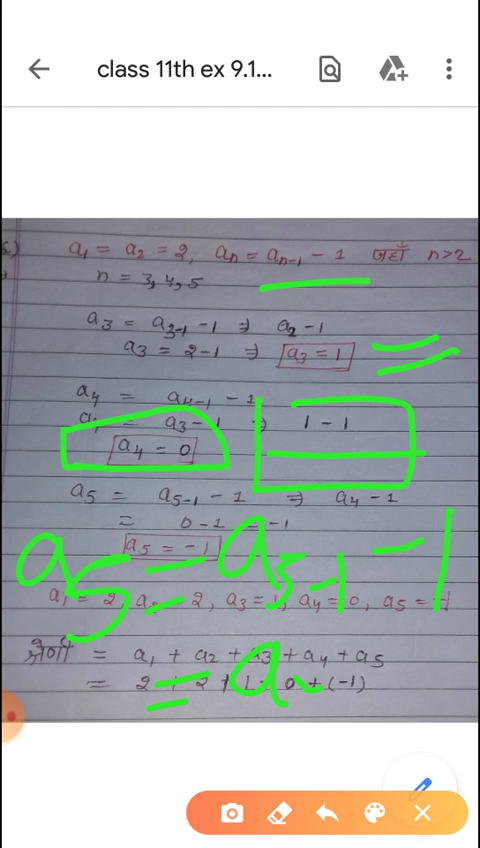 class 11th ex 9.1...
a₁ = a₂ = 2, aₙ = aₙ₋₁ - 1 जहाँ n>2
n = 3, 4, 5
a₃ = a₃₋₁ - 1 ⇒ a₂ - 1
a₃ = 2-1 ⇒ a₃ = 1
a₄ = a₄₋₁ - 1
a₃ - 1 ⇒ 1 - 1
a₄ = 0
a₅ = a₅₋₁ - 1 ⇒ a₄ - 1
= 0-1 = -1
a₅ = -1
a₅ = a₅₋₁ - 1
a₁ = 2, a₂ = 2, a₃ = 1, a₄ = 0, a₅ = -1
श्रेणी = a₁ + a₂ + a₃ + a₄ + a₅
= 2 + 2 + 1 + 0 + (-1)
= a